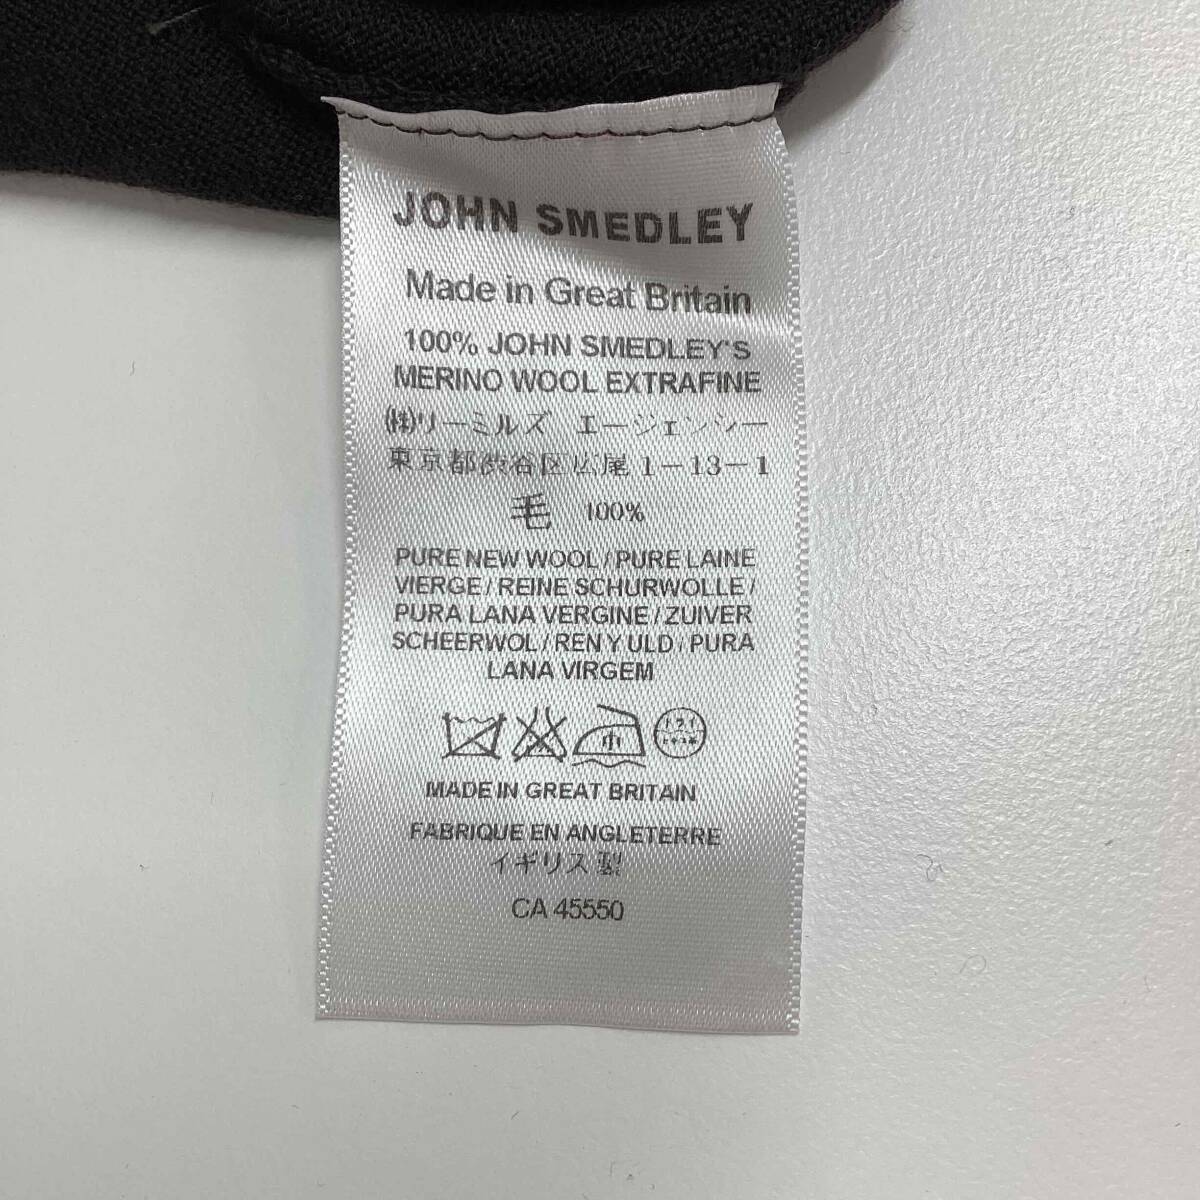 JOHN SMEDLEY
Made in Great Britain
100% JOHN SMEDLEY'S
MERINO WOOL EXTRAFINE
㈱リーミルズ エージェンシー
東京都渋谷区広尾1-13-1
毛 100%
PURE NEW WOOL/PURE LAINE
VIERGE/REINE SCHURWOLLE/
PURA LANA VERGINE/ZUIVER
SCHEERWOL/REN Y ULD/PURA
LANA VIRGEM
中
MADE IN GREAT BRITAIN
FABRIQUE EN ANGLETERRE
イギリス製
CA 45550